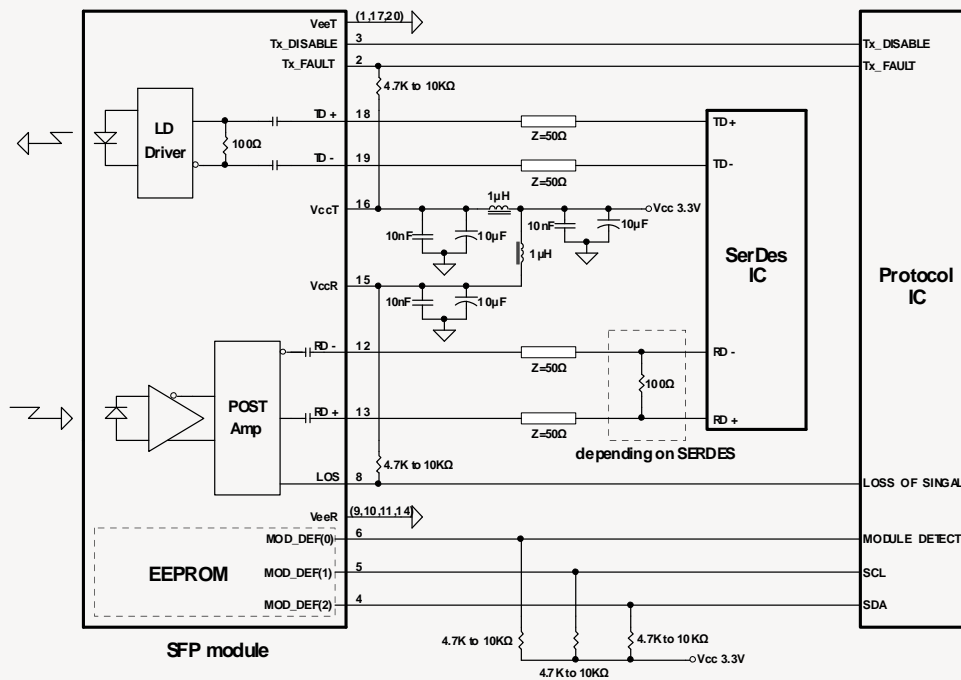 VeeT (1,17,20)
Tx_DISABLE 3 Tx_DISABLE
Tx_FAULT 2 Tx_FAULT
4.7K to 10KΩ
LD
Driver
100Ω
TD+ 18 TD+
Z=50Ω
TD- 19 TD-
Z=50Ω
1µH
VccT 16 Vcc 3.3V
10nF 10µF 10nF 10µF
1µH
SerDes
IC
Protocol
IC
VccR 15
10nF 10µF
RD- 12 RD-
Z=50Ω
100Ω
POST
Amp
RD+ 13 RD+
Z=50Ω
depending on SERDES
4.7K to 10KΩ
LOS 8 LOSS OF SINGAL
VeeR (9,10,11,14)
MOD_DEF(0) 6 MODULE DETECT
EEPROM
MOD_DEF(1) 5 SCL
MOD_DEF(2) 4 SDA
4.7K to 10KΩ 4.7K to 10KΩ
4.7K to 10KΩ
Vcc 3.3V
SFP module